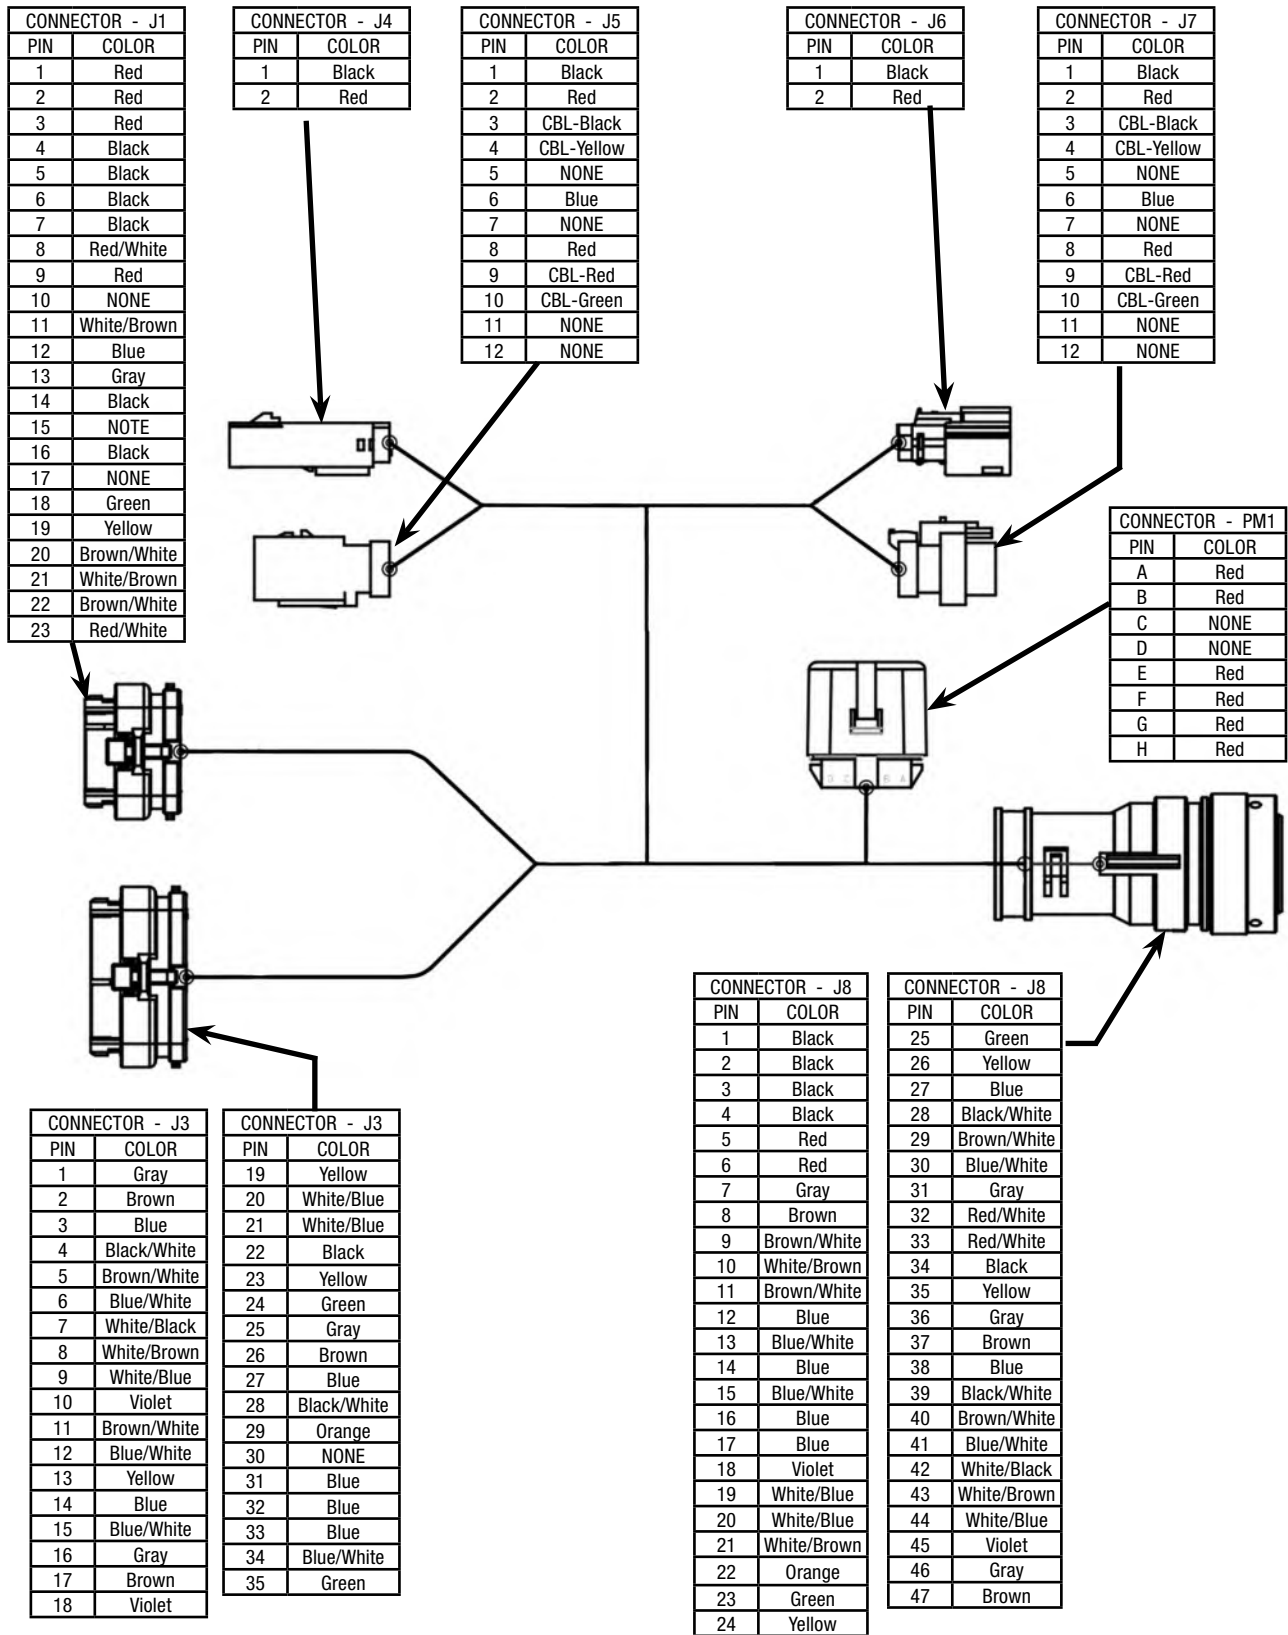 CONNECTOR - J1
PIN COLOR
1 Red
2 Red
3 Red
4 Black
5 Black
6 Black
7 Black
8 Red/White
9 Red
10 NONE
11 White/Brown
12 Blue
13 Gray
14 Black
15 NOTE
16 Black
17 NONE
18 Green
19 Yellow
20 Brown/White
21 White/Brown
22 Brown/White
23 Red/White
CONNECTOR - J4
PIN COLOR
1 Black
2 Red
CONNECTOR - J5
PIN COLOR
1 Black
2 Red
3 CBL-Black
4 CBL-Yellow
5 NONE
6 Blue
7 NONE
8 Red
9 CBL-Red
10 CBL-Green
11 NONE
12 NONE
CONNECTOR - J6
PIN COLOR
1 Black
2 Red
CONNECTOR - J7
PIN COLOR
1 Black
2 Red
3 CBL-Black
4 CBL-Yellow
5 NONE
6 Blue
7 NONE
8 Red
9 CBL-Red
10 CBL-Green
11 NONE
12 NONE
CONNECTOR - PM1
PIN COLOR
A Red
B Red
C NONE
D NONE
E Red
F Red
G Red
H Red
D C B A
CONNECTOR - J3
PIN COLOR
1 Gray
2 Brown
3 Blue
4 Black/White
5 Brown/White
6 Blue/White
7 White/Black
8 White/Brown
9 White/Blue
10 Violet
11 Brown/White
12 Blue/White
13 Yellow
14 Blue
15 Blue/White
16 Gray
17 Brown
18 Violet
CONNECTOR - J3
PIN COLOR
19 Yellow
20 White/Blue
21 White/Blue
22 Black
23 Yellow
24 Green
25 Gray
26 Brown
27 Blue
28 Black/White
29 Orange
30 NONE
31 Blue
32 Blue
33 Blue
34 Blue/White
35 Green
CONNECTOR - J8
PIN COLOR
1 Black
2 Black
3 Black
4 Black
5 Red
6 Red
7 Gray
8 Brown
9 Brown/White
10 White/Brown
11 Brown/White
12 Blue
13 Blue/White
14 Blue
15 Blue/White
16 Blue
17 Blue
18 Violet
19 White/Blue
20 White/Blue
21 White/Brown
22 Orange
23 Green
24 Yellow
CONNECTOR - J8
PIN COLOR
25 Green
26 Yellow
27 Blue
28 Black/White
29 Brown/White
30 Blue/White
31 Gray
32 Red/White
33 Red/White
34 Black
35 Yellow
36 Gray
37 Brown
38 Blue
39 Black/White
40 Brown/White
41 Blue/White
42 White/Black
43 White/Brown
44 White/Blue
45 Violet
46 Gray
47 Brown